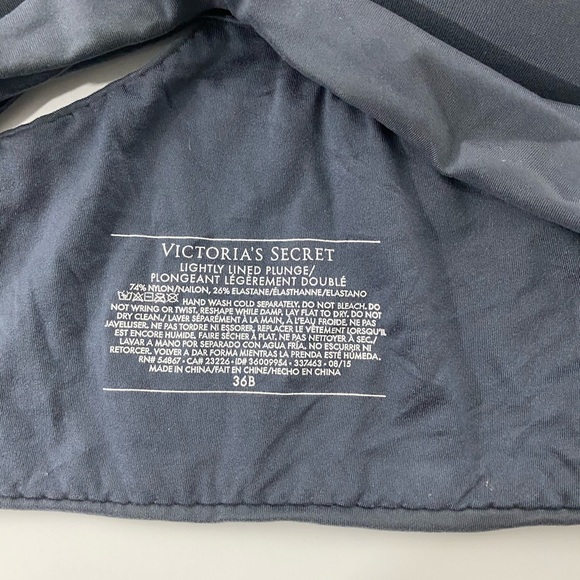 VICTORIA'S SECRET
LIGHTLY LINED PLUNGE/
PLONGEANT LÉGÈREMENT DOUBLÉ
74% NYLON/NAILON, 26% ELASTANE/ÉLASTHANNE/ELASTANO
HAND WASH COLD SEPARATELY. DO NOT BLEACH. DO
NOT WRING OR TWIST. RESHAPE WHILE DAMP. LAY FLAT TO DRY. DO NOT
DRY CLEAN./LAVER SÉPARÉMENT À LA MAIN, À L'EAU FROIDE. NE PAS
JAVELLISER. NE PAS TORDRE NI ESSORER. REPLACER LE VÊTEMENT LORSQU'IL
EST ENCORE HUMIDE. FAIRE SÉCHER À PLAT. NE PAS NETTOYER À SEC./
LAVAR A MANO POR SEPARADO CON AGUA FRÍA. NO ESCURRIR NI
RETORCER. VOLVER A DAR FORMA MIENTRAS LA PRENDA ESTÉ HÚMEDA.
RN# 54867 • CA# 23226 • ID# 36009954 • 337463 • 08/15
MADE IN CHINA/FAIT EN CHINE/HECHO EN CHINA
36B